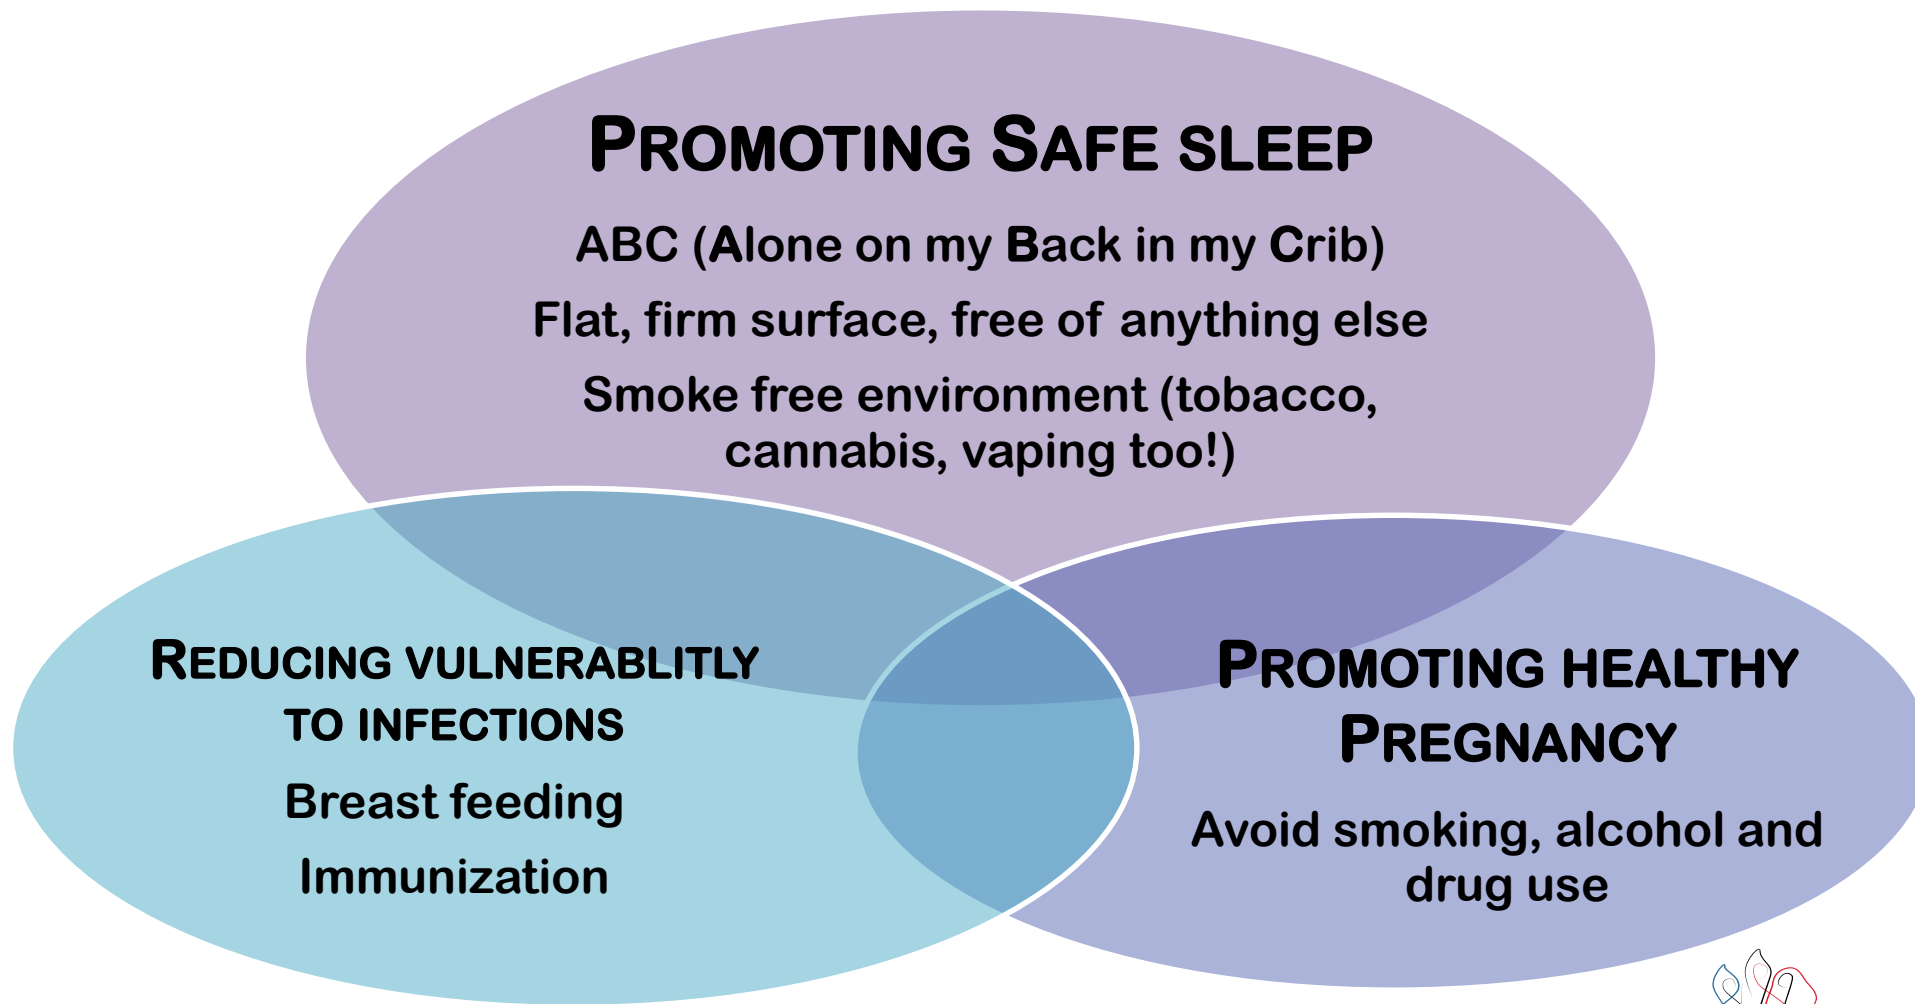 PROMOTING SAFE SLEEP
ABC (Alone on my Back in my Crib)
Flat, firm surface, free of anything else
Smoke free environment (tobacco,
cannabis, vaping too!)
REDUCING VULNERABLITLY
TO INFECTIONS
Breast feeding
Immunization
PROMOTING HEALTHY
PREGNANCY
Avoid smoking, alcohol and
drug use